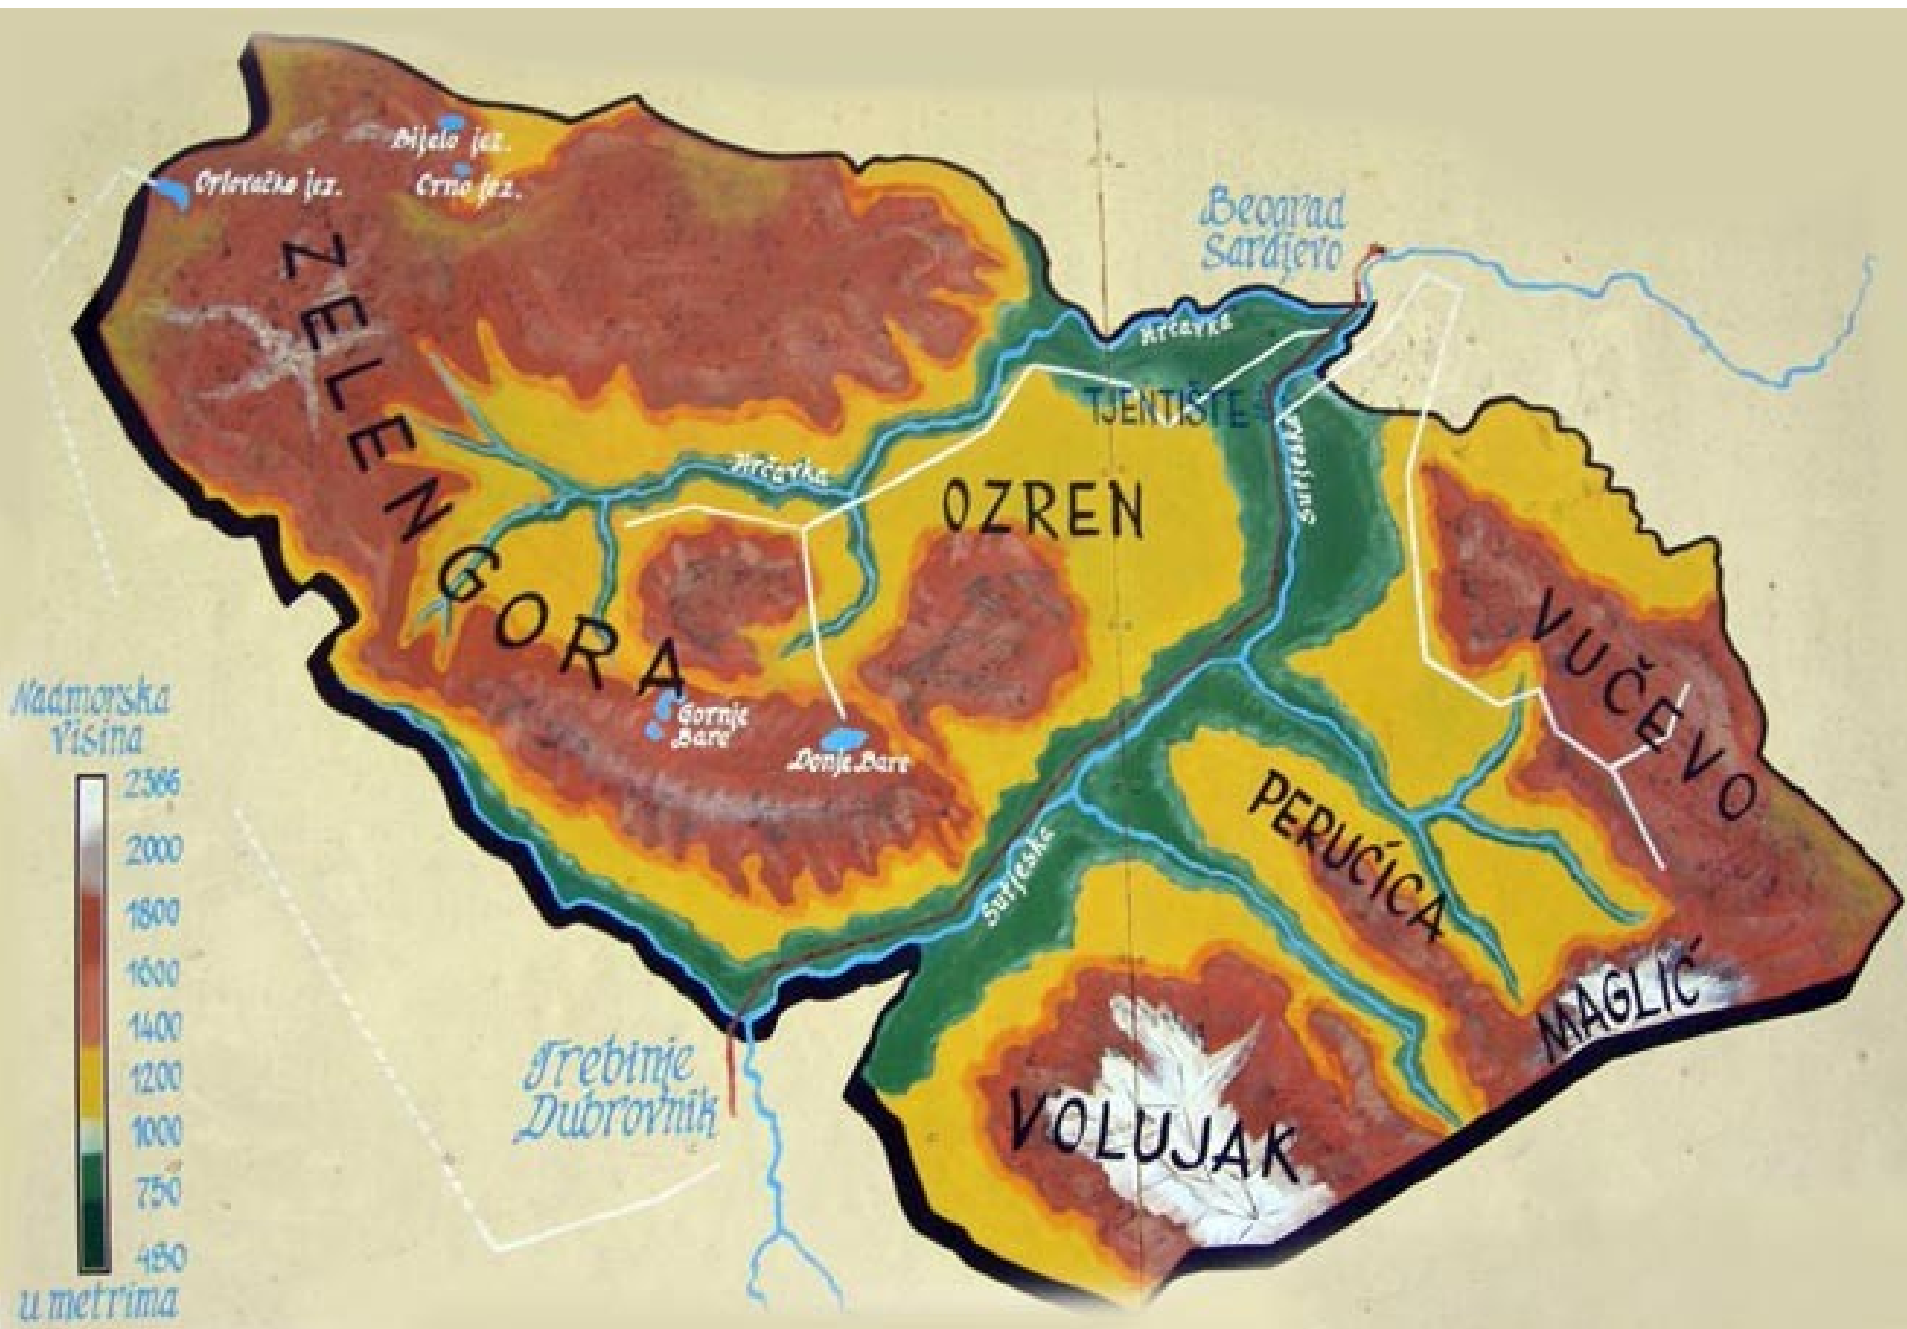 Bijelo jez.
Orlovačko jez.
Crno jez.
Beograd
Sarajevo
ZELENGORA
Hrčavka
TJENTIŠTE
Hrčavka
OZREN
Sutjeska
VUČEVO
Gornje
Bare
Donje Bare
PERUĆICA
Sutjeska
MAGLIĆ
VOLUJAK
Trebinje
Dubrovnik
Nadmorska
Visina
2386
2000
1800
1600
1400
1200
1000
750
480
u metrima